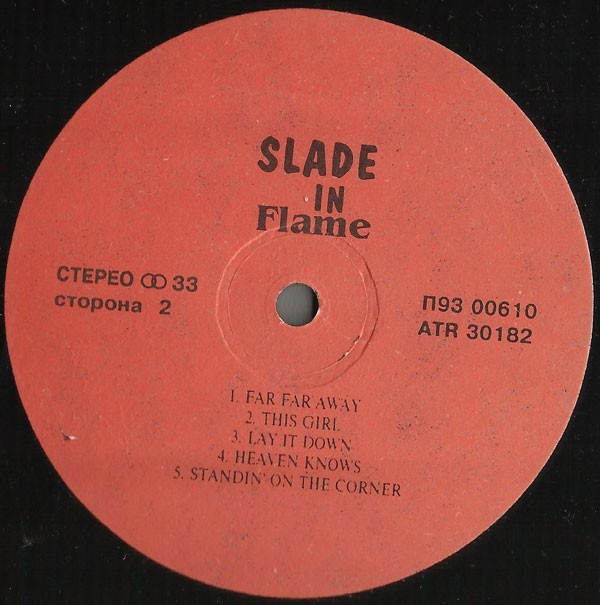 SLADE
IN
Flame
СТЕРЕО ꝏ 33
сторона 2
П93 00610
ATR 30182
1. FAR FAR AWAY
2. THIS GIRL
3. LAY IT DOWN
4. HEAVEN KNOWS
5. STANDIN' ON THE CORNER